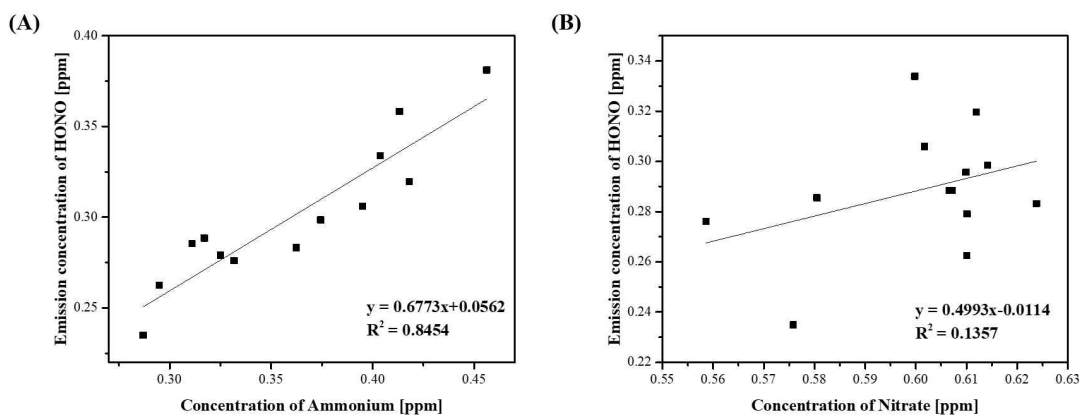 (A)
Emission concentration of HONO [ppm]
0.40
0.35
0.30
0.25
y = 0.6773x+0.0562
R² = 0.8454
0.30 0.35 0.40 0.45
Concentration of Ammonium [ppm]
(B)
Emission concentration of HONO [ppm]
0.34
0.32
0.30
0.28
0.26
0.24
0.22
y = 0.4993x-0.0114
R² = 0.1357
0.55 0.56 0.57 0.58 0.59 0.60 0.61 0.62 0.63
Concentration of Nitrate [ppm]